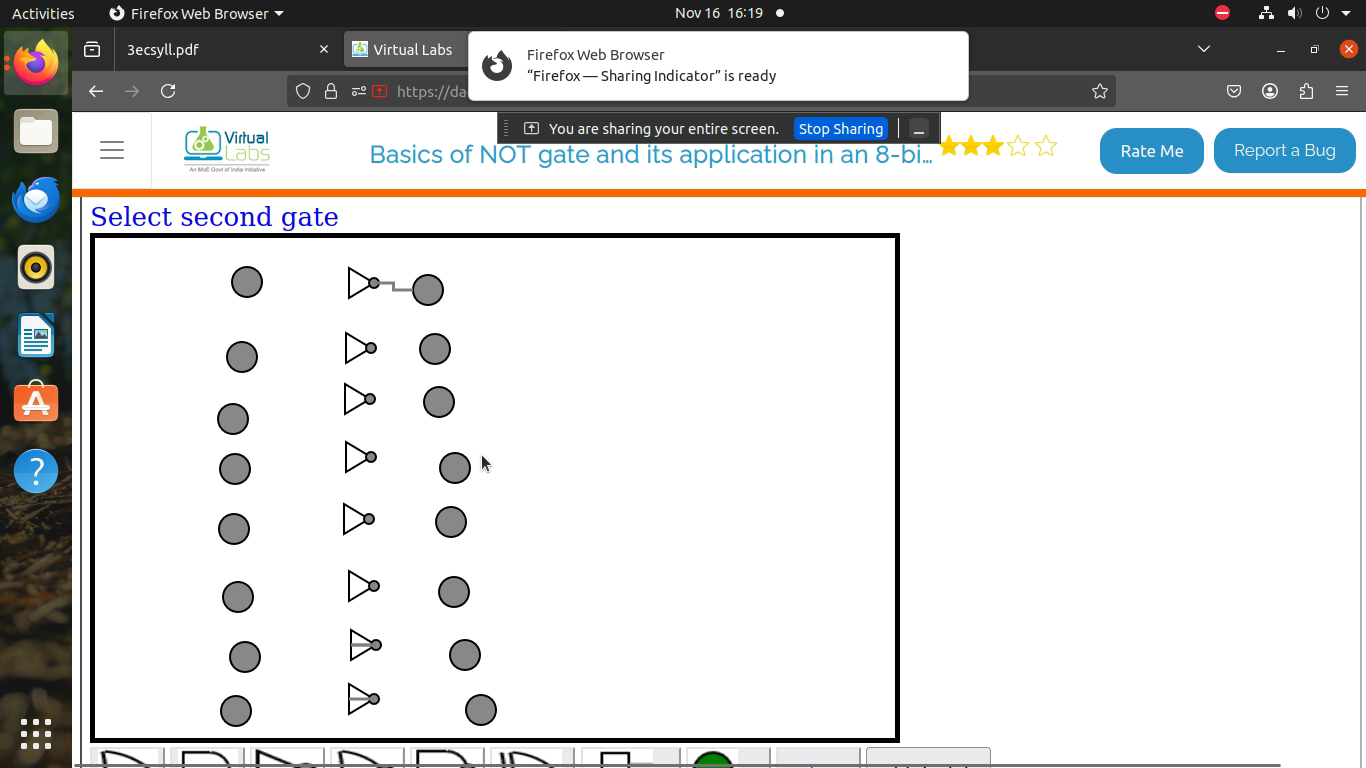 Activities
Firefox Web Browser
Nov 16 16:19
3ecsyll.pdf
Virtual Labs
Firefox Web Browser
“Firefox — Sharing Indicator” is ready
https://da
You are sharing your entire screen.
Stop Sharing
Virtual
Labs
An MoE Govt of India Initiative
Basics of NOT gate and its application in an 8-bi...
Rate Me
Report a Bug
Select second gate